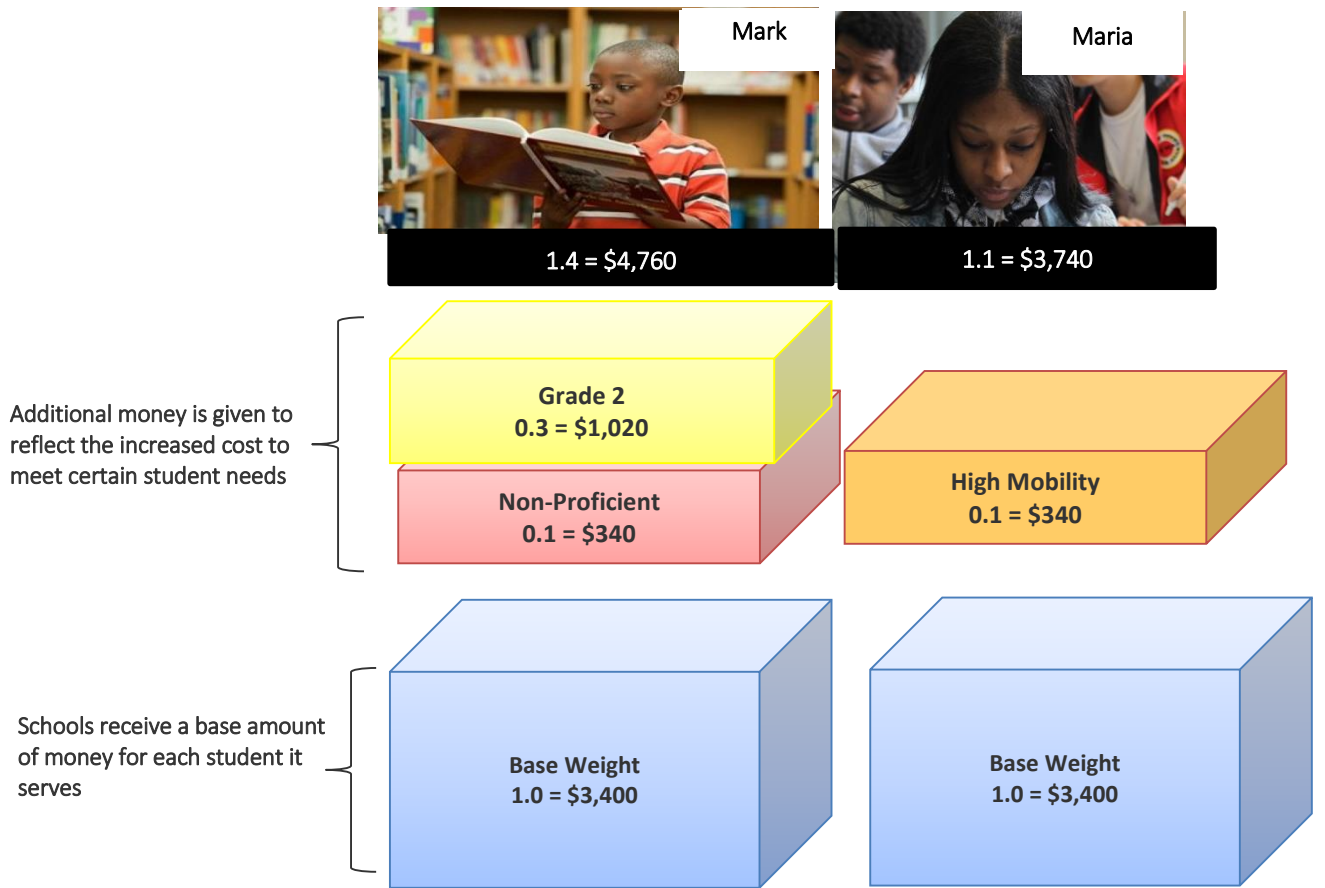 Mark
Maria
1.4 = $4,760
1.1 = $3,740
Additional money is given to
reflect the increased cost to
meet certain student needs
Grade 2
0.3 = $1,020
Non-Proficient
0.1 = $340
High Mobility
0.1 = $340
Schools receive a base amount
of money for each student it
serves
Base Weight
1.0 = $3,400
Base Weight
1.0 = $3,400